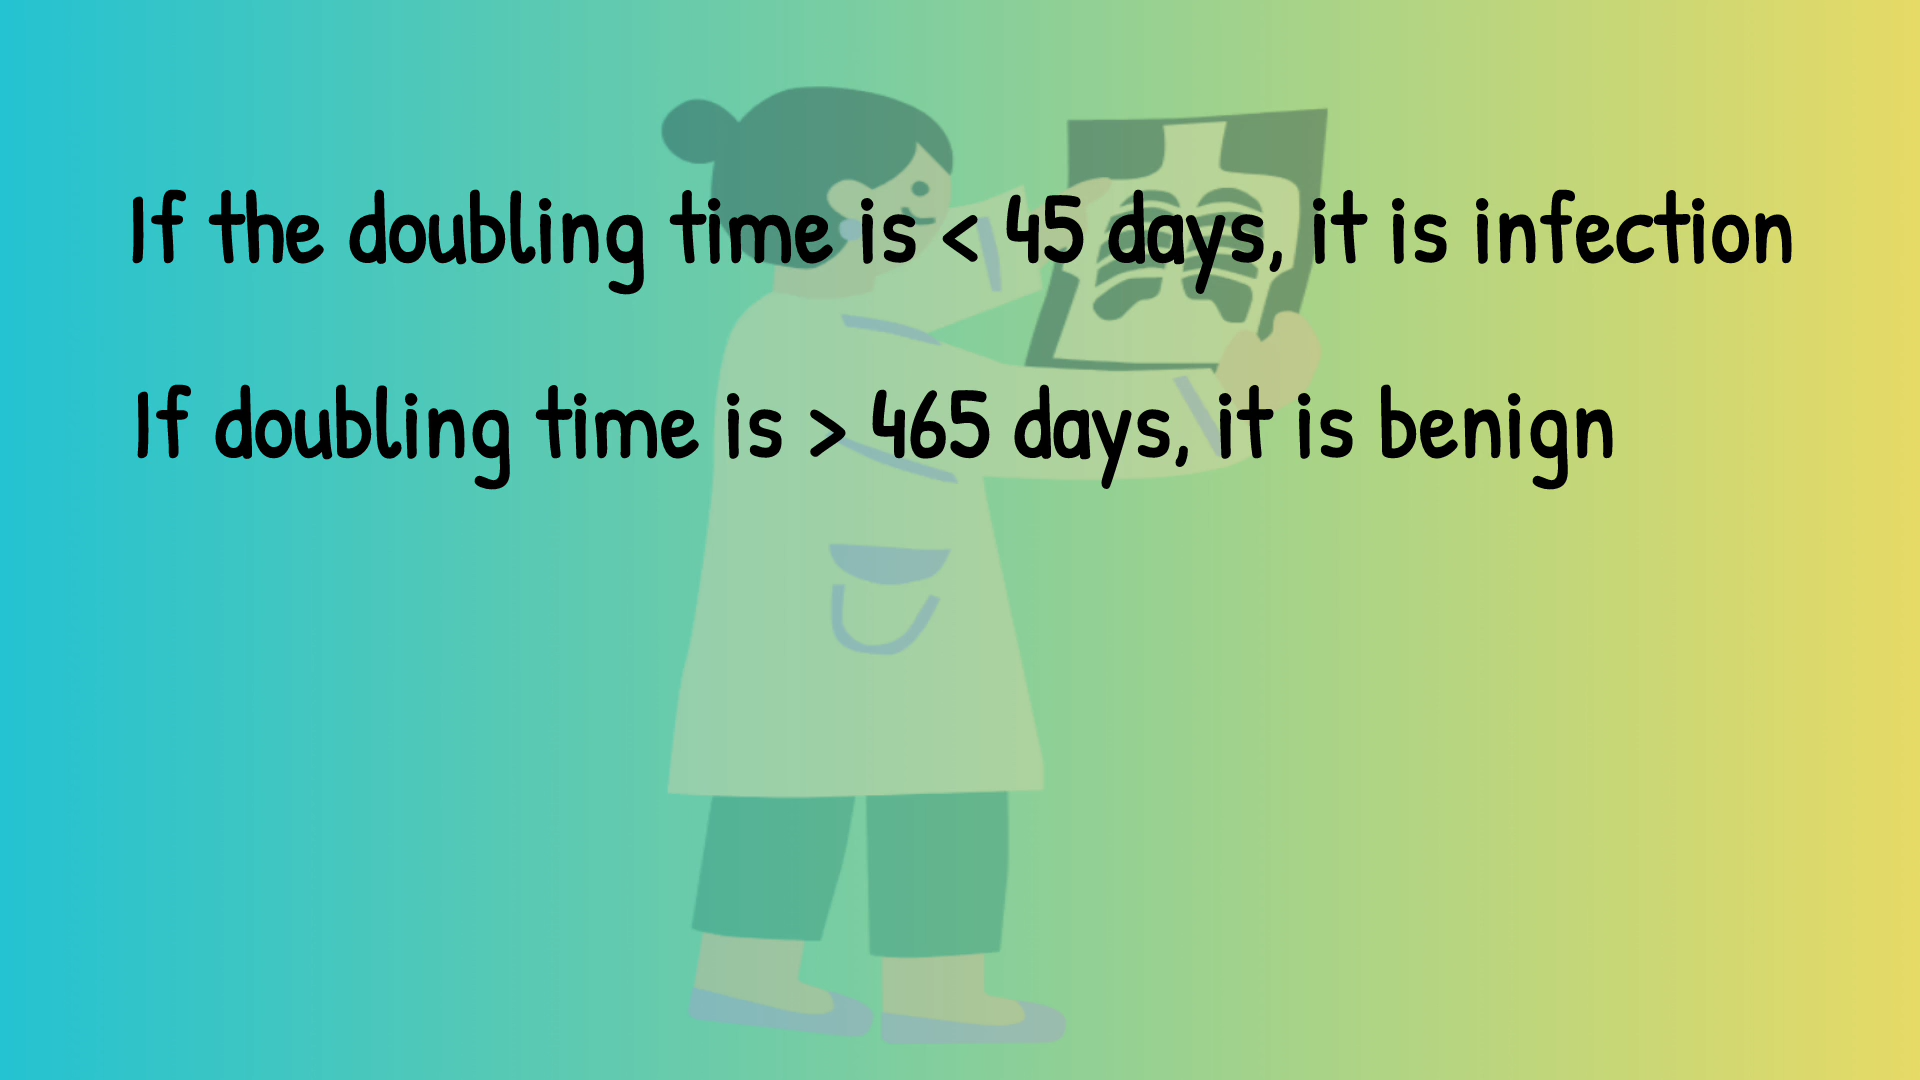 If the doubling time is < 45 days, it is infection
If doubling time is > 465 days, it is benign